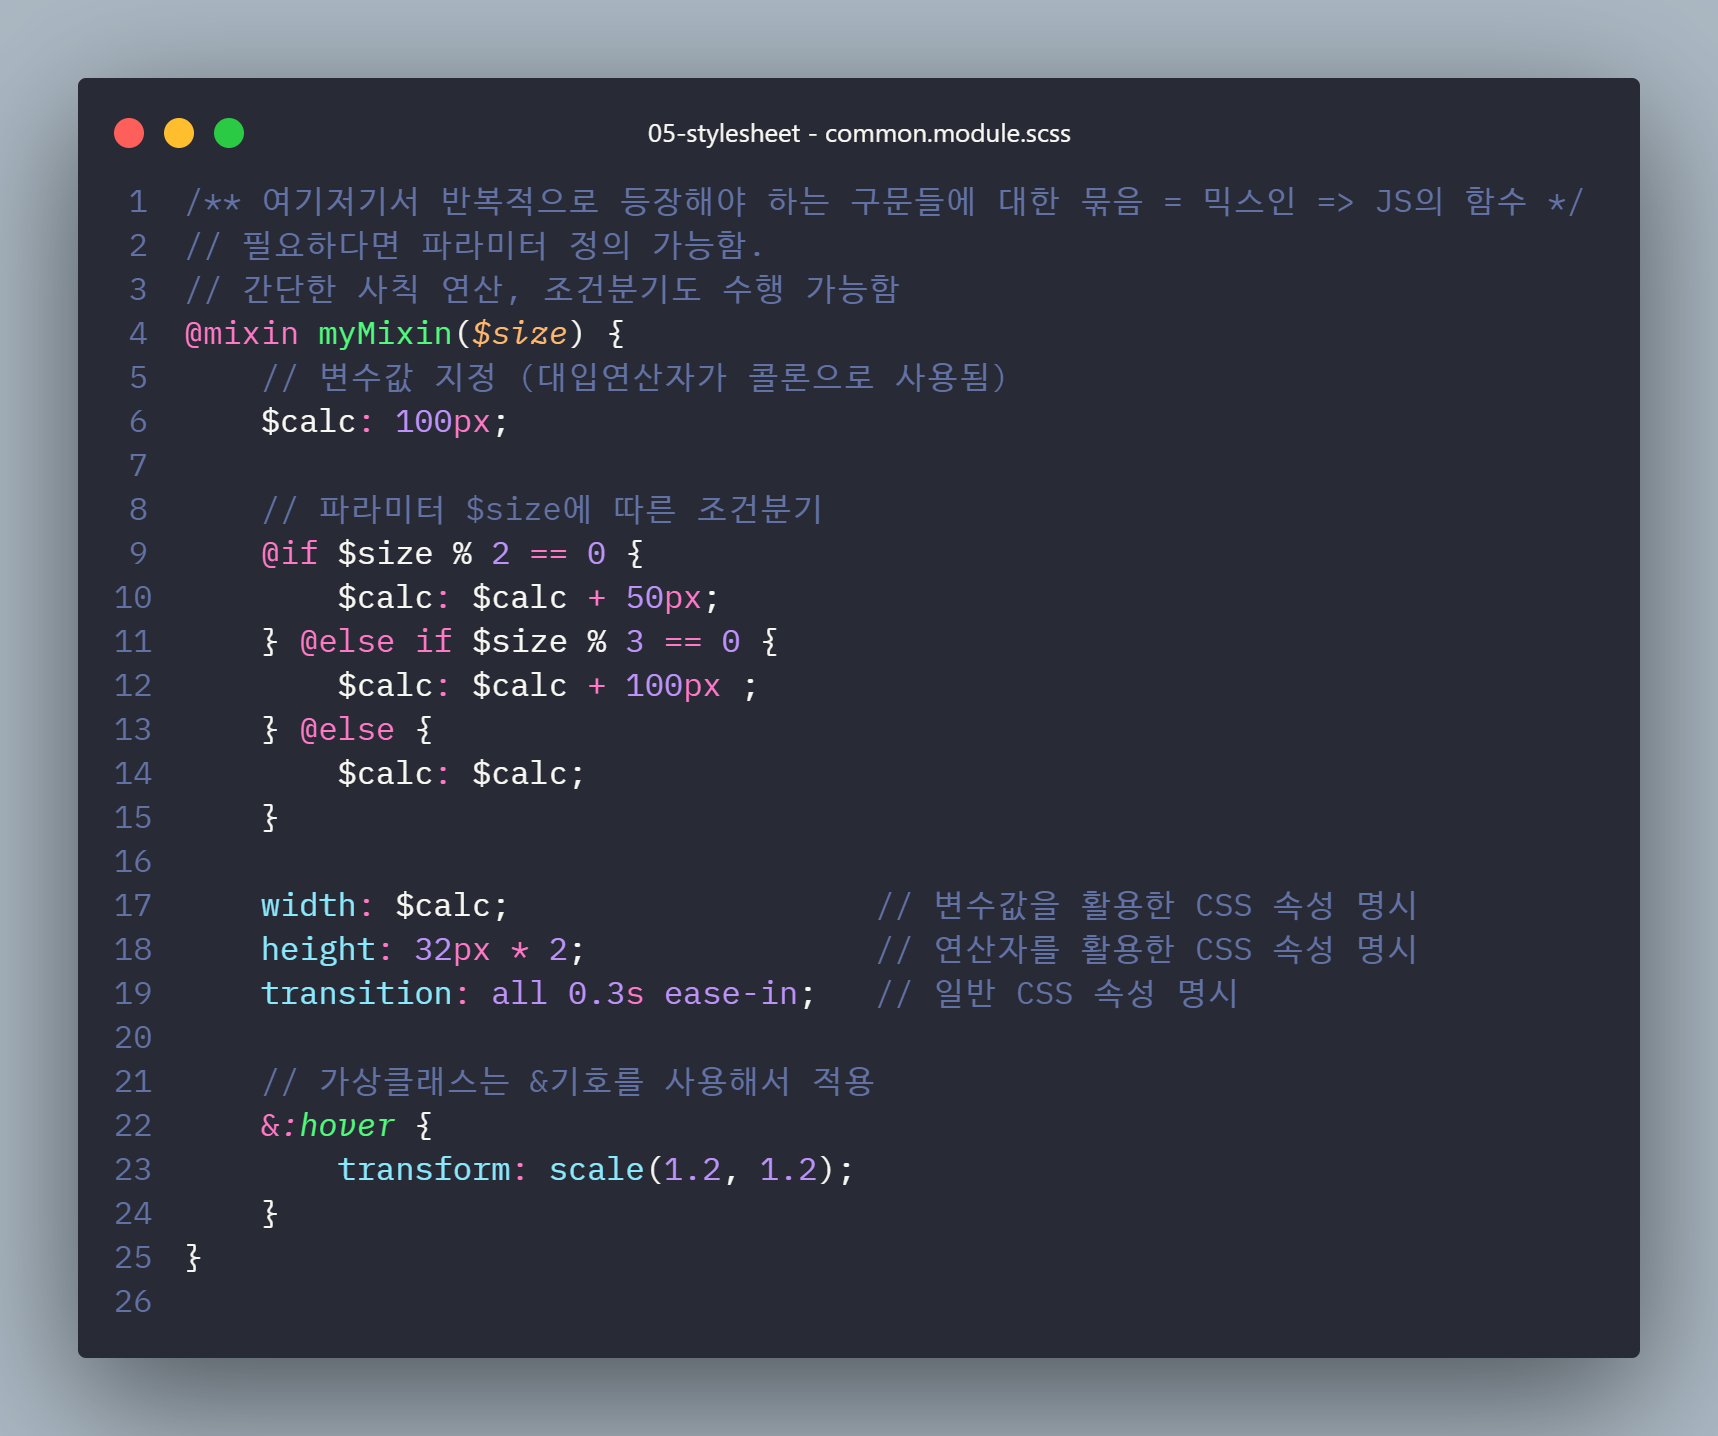 05-stylesheet - common.module.scss
1 /** 여기저기서 반복적으로 등장해야 하는 구문들에 대한 묶음 = 믹스인 => JS의 함수 */
2 // 필요하다면 파라미터 정의 가능함.
3 // 간단한 사칙 연산, 조건분기도 수행 가능함
4 @mixin myMixin($size) {
5     // 변수값 지정 (대입연산자가 콜론으로 사용됨)
6     $calc: 100px;
7
8     // 파라미터 $size에 따른 조건분기
9     @if $size % 2 == 0 {
10         $calc: $calc + 50px;
11     } @else if $size % 3 == 0 {
12         $calc: $calc + 100px ;
13     } @else {
14         $calc: $calc;
15     }
16
17     width: $calc;                   // 변수값을 활용한 CSS 속성 명시
18     height: 32px * 2;               // 연산자를 활용한 CSS 속성 명시
19     transition: all 0.3s ease-in;   // 일반 CSS 속성 명시
20
21     // 가상클래스는 &기호를 사용해서 적용
22     &:hover {
23         transform: scale(1.2, 1.2);
24     }
25 }
26